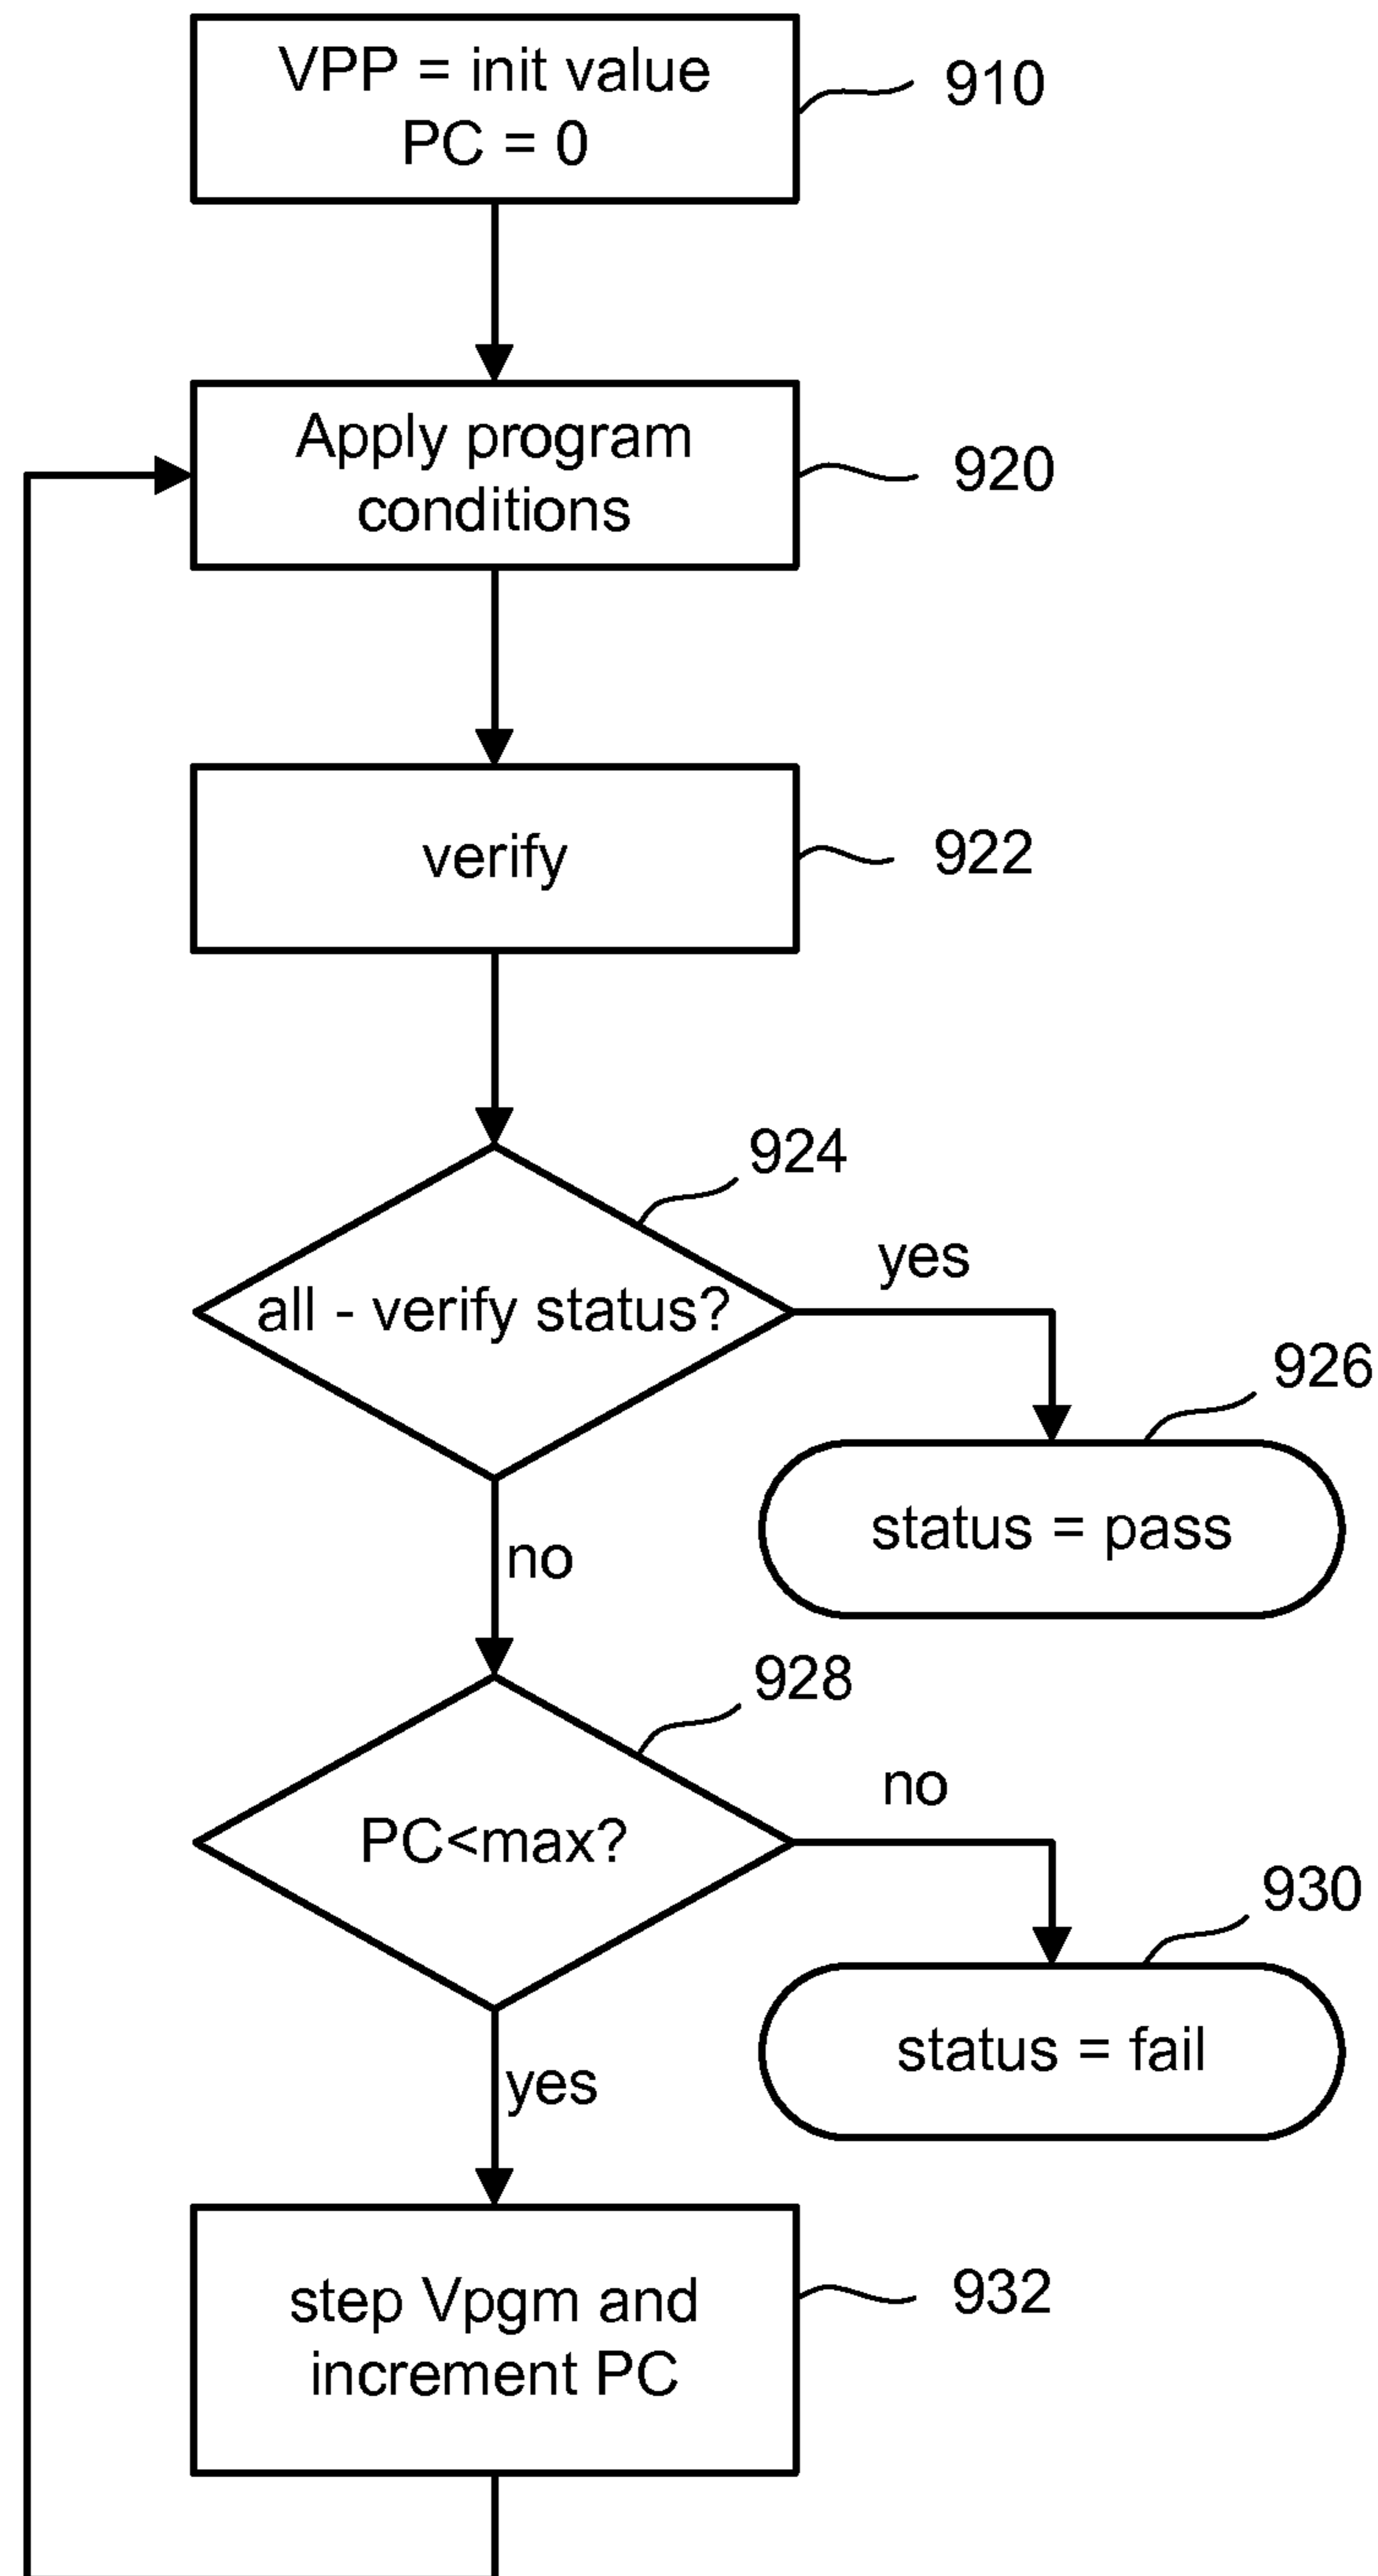 VPP = init value
PC = 0
910
Apply program
conditions
920
verify
922
924
all - verify status?
yes
926
status = pass
no
928
PC<max?
no
930
status = fail
yes
step Vpgm and
increment PC
932